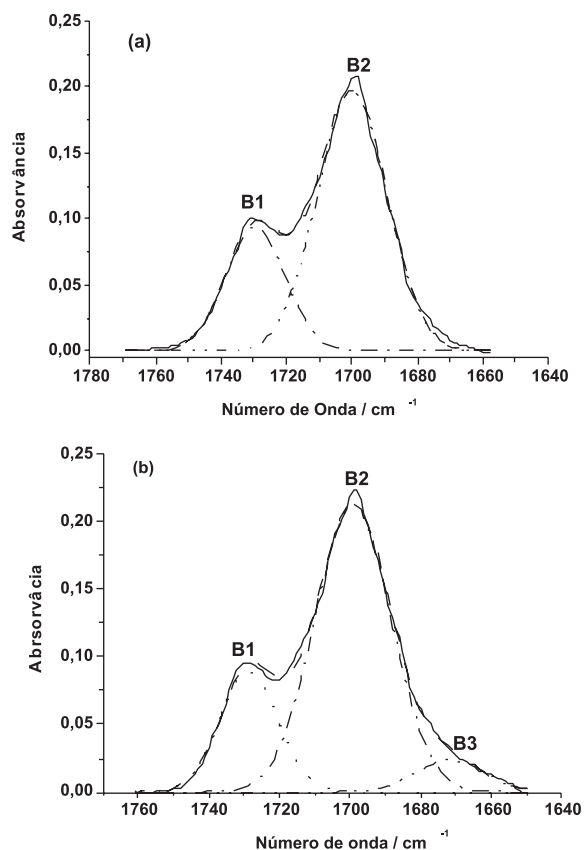 (a)
0,25
0,20
0,15
0,10
0,05
0,00
Absorvância
B1
B2
1780 1760 1740 1720 1700 1680 1660 1640
Número de Onda / cm -1
(b)
0,25
0,20
0,15
0,10
0,05
0,00
Abrsorvâcia
B1
B2
B3
1760 1740 1720 1700 1680 1660 1640
Número de onda / cm -1